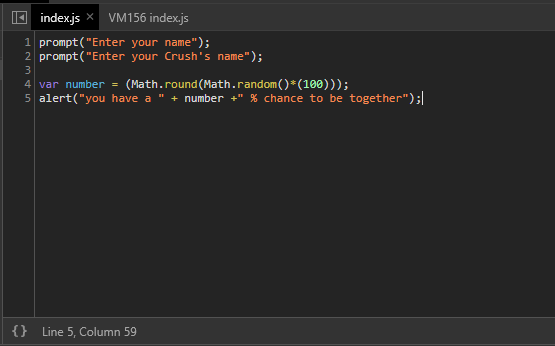 index.js × VM156 index.js
1 prompt("Enter your name");
2 prompt("Enter your Crush's name");
3
4 var number = (Math.round(Math.random()*(100)));
5 alert("you have a " + number +" % chance to be together");
{} Line 5, Column 59